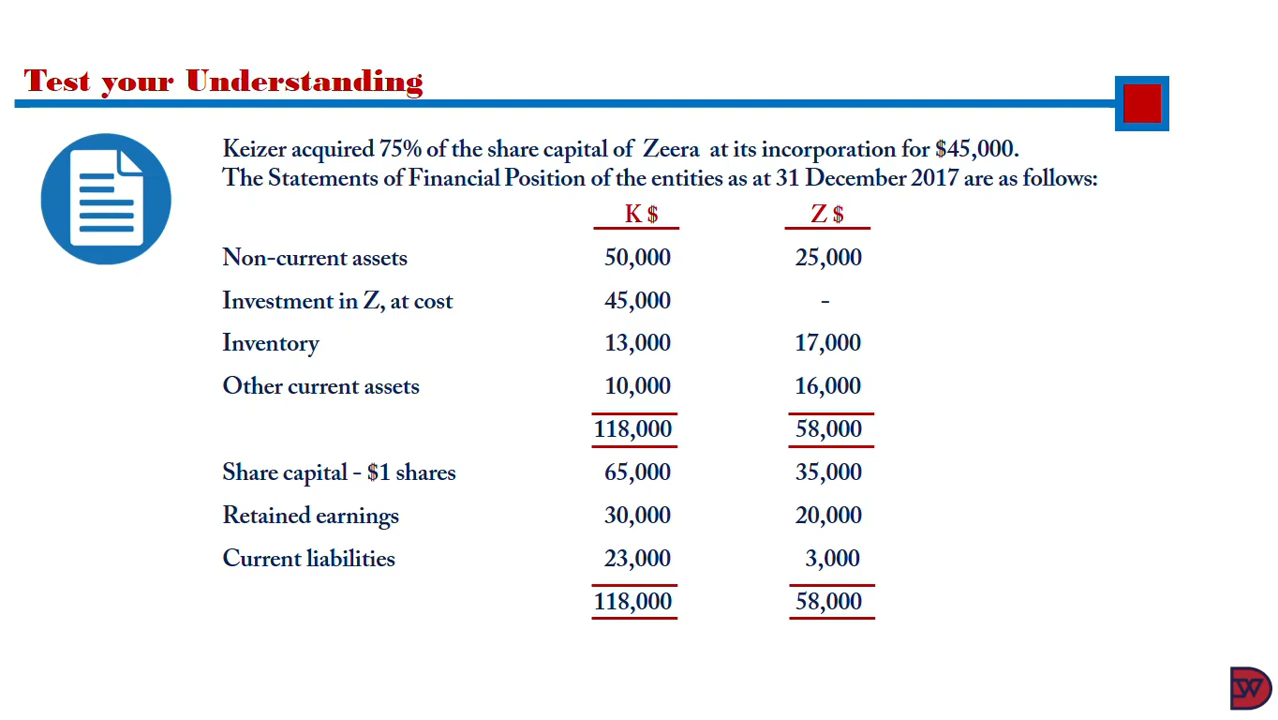 Test your Understanding
Keizer acquired 75% of the share capital of Zeera at its incorporation for $45,000.
The Statements of Financial Position of the entities as at 31 December 2017 are as follows:
K $ Z $
Non-current assets 50,000 25,000
Investment in Z, at cost 45,000 -
Inventory 13,000 17,000
Other current assets 10,000 16,000
118,000 58,000
Share capital - $1 shares 65,000 35,000
Retained earnings 30,000 20,000
Current liabilities 23,000 3,000
118,000 58,000
DW